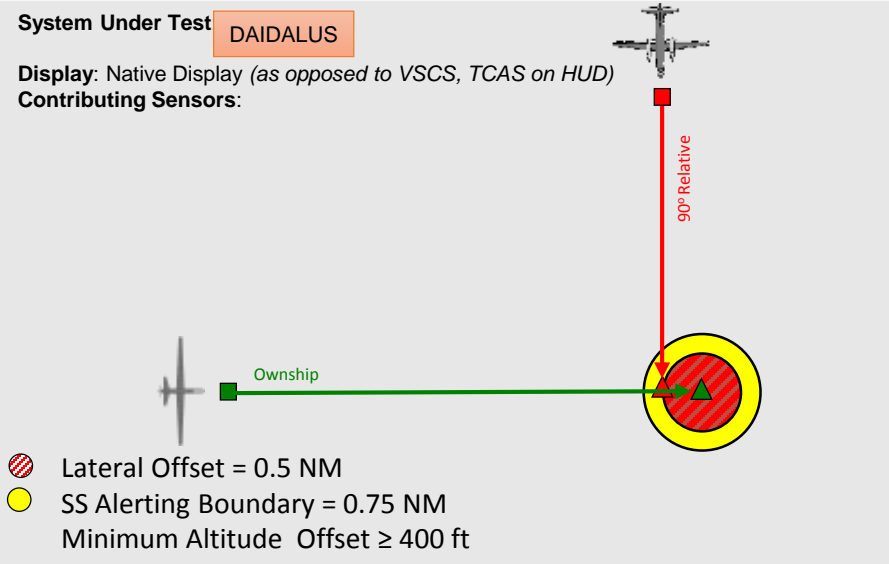 System Under Test DAIDALUS
Display: Native Display (as opposed to VSCS, TCAS on HUD)
Contributing Sensors:
90º Relative
Ownship
Lateral Offset = 0.5 NM
SS Alerting Boundary = 0.75 NM
Minimum Altitude  Offset ≥ 400 ft